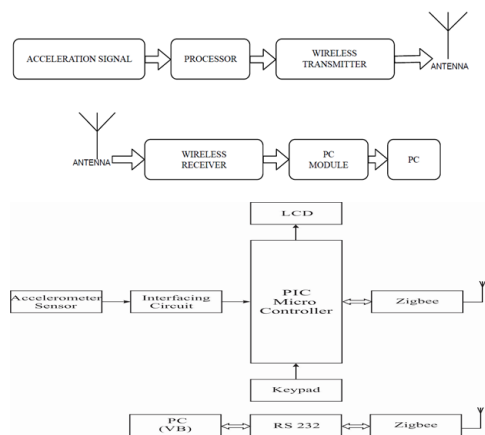 ACCELERATION SIGNAL
PROCESSOR
WIRELESS
TRANSMITTER
ANTENNA
ANTENNA
WIRELESS
RECEIVER
PC
MODULE
PC
LCD
Accelerometer
Sensor
Interfacing
Circuit
PIC
Micro
Controller
Zigbee
Keypad
PC
(VB)
RS 232
Zigbee